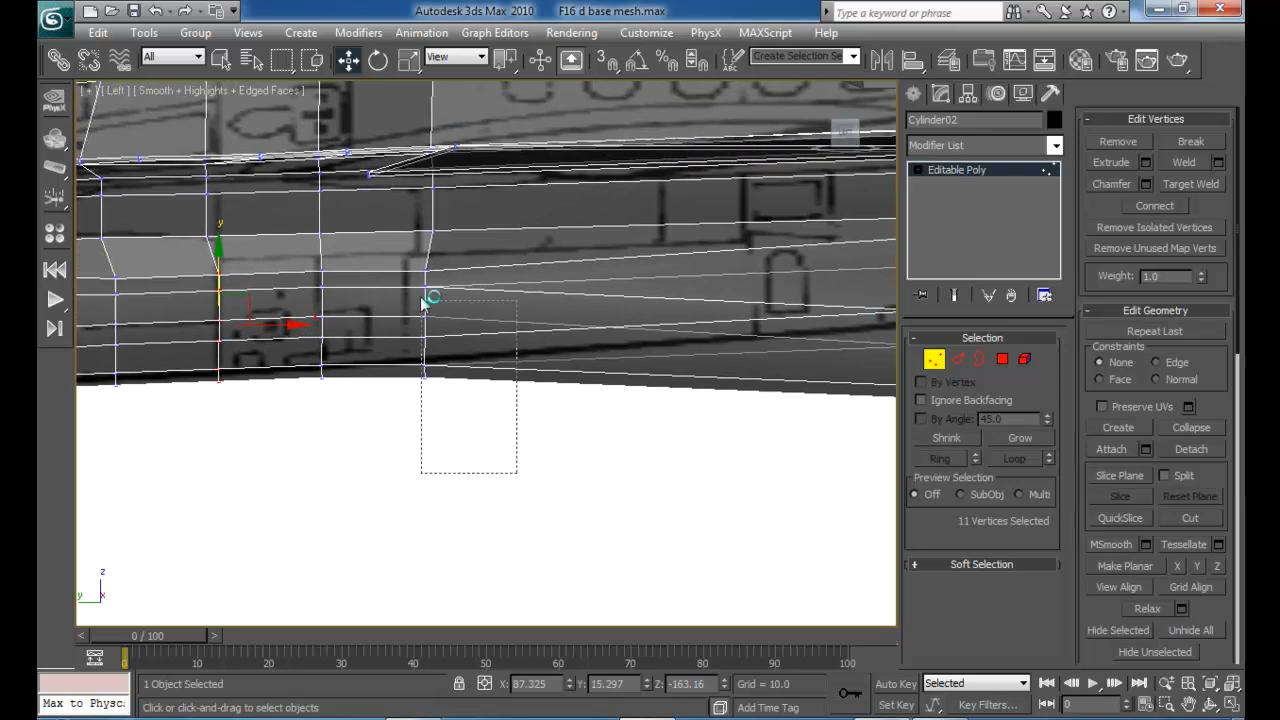 Autodesk 3ds Max 2010 F16 d base mesh.max
Type a keyword or phrase
Edit Tools Group Views Create Modifiers Animation Graph Editors Rendering Customize PhysX MAXScript Help
All View Create Selection Se
[ + ] [ Left ] [ Smooth + Highlights + Edged Faces ]
PhysX
Cylinder02
Modifier List
Editable Poly
Selection
By Vertex
Ignore Backfacing
By Angle: 45.0
Shrink Grow
Ring Loop
Preview Selection
Off SubObj Multi
11 Vertices Selected
Soft Selection
Edit Vertices
Remove Break
Extrude Weld
Chamfer Target Weld
Connect
Remove Isolated Vertices
Remove Unused Map Verts
Weight: 1.0
Edit Geometry
Repeat Last
Constraints
None Edge
Face Normal
Preserve UVs
Create Collapse
Attach Detach
Slice Plane Split
Slice Reset Plane
QuickSlice Cut
MSmooth Tessellate
Make Planar X Y Z
View Align Grid Align
Relax
Hide Selected Unhide All
Hide Unselected
y
x
z
y x
< 0 / 100 >
0 10 20 30 40 50 60 70 80 90 100
1 Object Selected X: 87.325 Y: 15.297 Z: -163.16 Grid = 10.0 Auto Key Selected
Max to Physc: Click or click-and-drag to select objects Add Time Tag Set Key Key Filters... 0